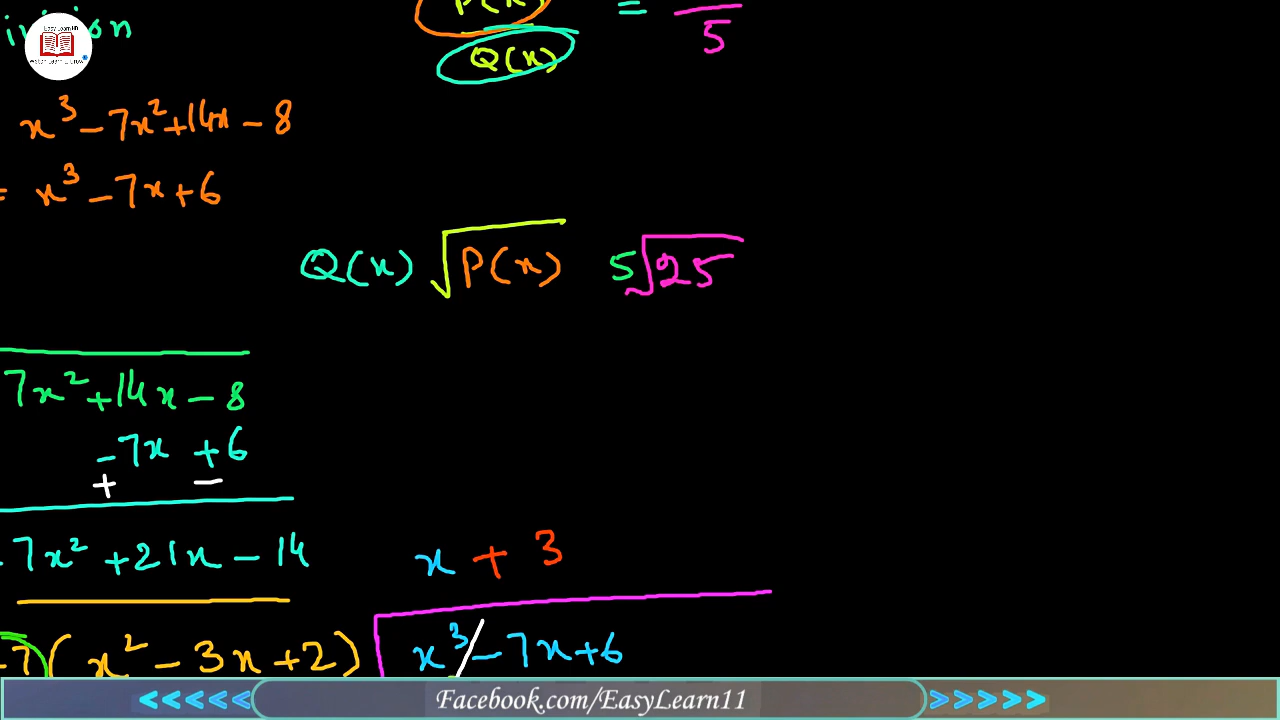 P(x)
ivision
=
5
Q(x)
x³ - 7x² + 14x - 8
= x³ - 7x + 6
Q(x) √P(x) 5√25
7x² + 14x - 8
- 7x + 6
+ -
- 7x² + 21x - 14
x + 3
-7 (x² - 3x + 2) x³ - 7x + 6
<<<<<< Facebook.com/EasyLearn11 >>>>>>